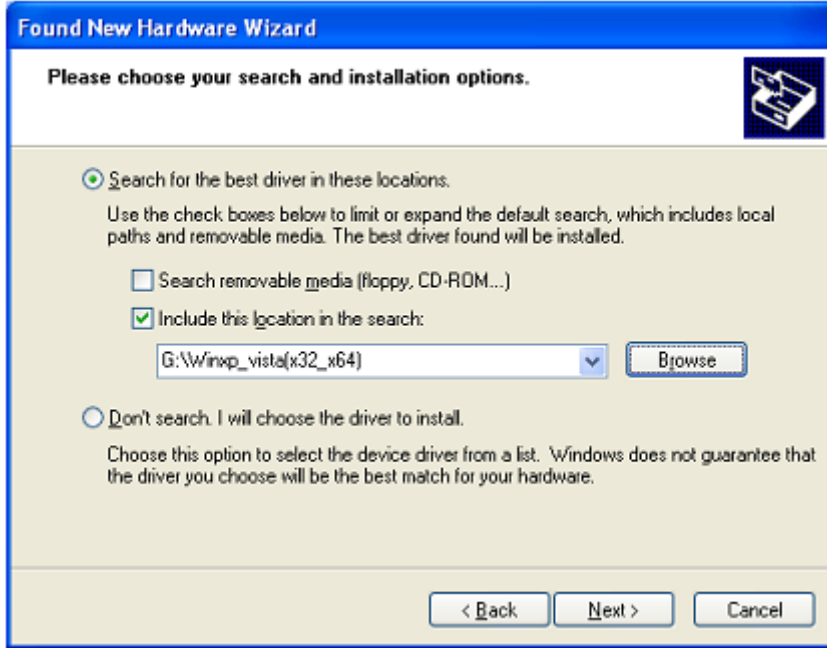 Found New Hardware Wizard
Please choose your search and installation options.
Search for the best driver in these locations.
Use the check boxes below to limit or expand the default search, which includes local
paths and removable media. The best driver found will be installed.
Search removable media (floppy, CD-ROM...)
Include this location in the search:
G:\Winxp_vista(x32_x64)
Browse
Don't search. I will choose the driver to install.
Choose this option to select the device driver from a list. Windows does not guarantee that
the driver you choose will be the best match for your hardware.
< Back
Next >
Cancel